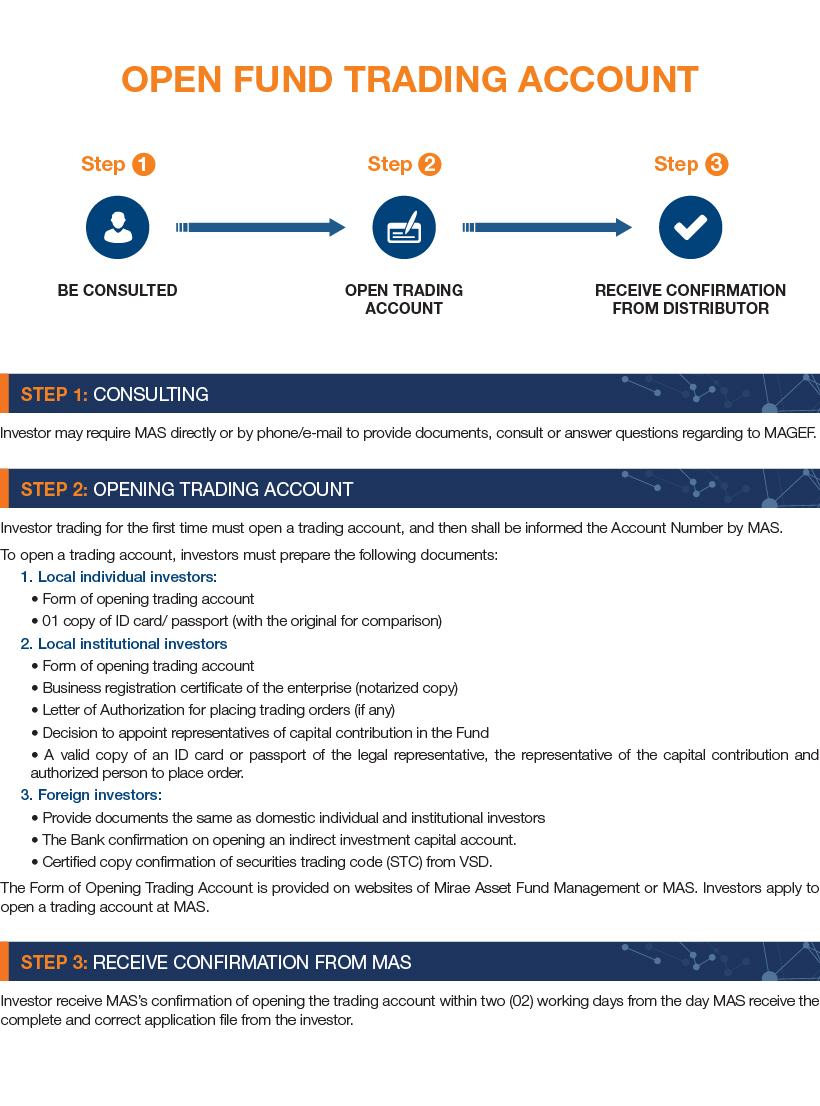 OPEN FUND TRADING ACCOUNT
Step 1
Step 2
Step 3
BE CONSULTED
OPEN TRADING
ACCOUNT
RECEIVE CONFIRMATION
FROM DISTRIBUTOR
STEP 1: CONSULTING
Investor may require MAS directly or by phone/e-mail to provide documents, consult or answer questions regarding to MAGEF.
STEP 2: OPENING TRADING ACCOUNT
Investor trading for the first time must open a trading account, and then shall be informed the Account Number by MAS.
To open a trading account, investors must prepare the following documents:
1. Local individual investors:
• Form of opening trading account
• 01 copy of ID card/ passport (with the original for comparison)
2. Local institutional investors
• Form of opening trading account
• Business registration certificate of the enterprise (notarized copy)
• Letter of Authorization for placing trading orders (if any)
• Decision to appoint representatives of capital contribution in the Fund
• A valid copy of an ID card or passport of the legal representative, the representative of the capital contribution and
authorized person to place order.
3. Foreign investors:
• Provide documents the same as domestic individual and institutional investors
• The Bank confirmation on opening an indirect investment capital account.
• Certified copy confirmation of securities trading code (STC) from VSD.
The Form of Opening Trading Account is provided on websites of Mirae Asset Fund Management or MAS. Investors apply to
open a trading account at MAS.
STEP 3: RECEIVE CONFIRMATION FROM MAS
Investor receive MAS's confirmation of opening the trading account within two (02) working days from the day MAS receive the
complete and correct application file from the investor.